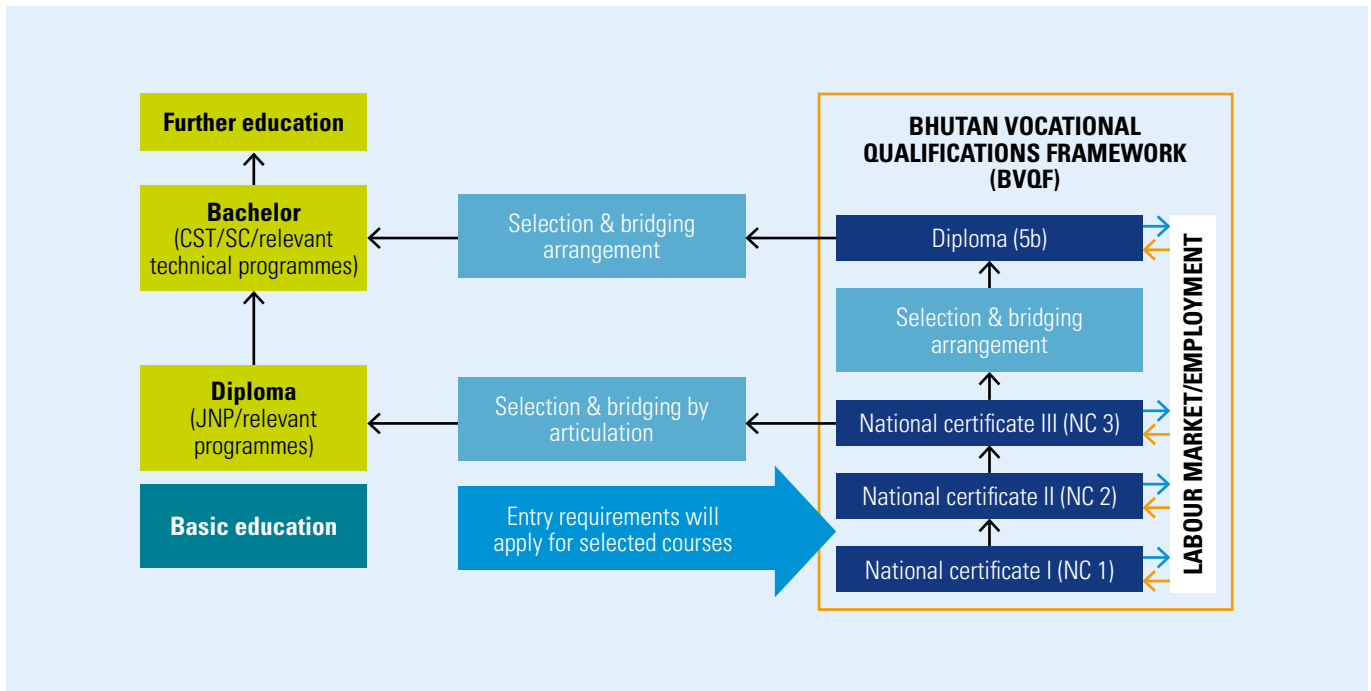 Further education
Bachelor
(CST/SC/relevant
technical programmes)
Diploma
(JNP/relevant
programmes)
Basic education
Selection & bridging
arrangement
Selection & bridging by
articulation
Entry requirements will
apply for selected courses
BHUTAN VOCATIONAL
QUALIFICATIONS FRAMEWORK
(BVQF)
Diploma (5b)
Selection & bridging
arrangement
National certificate III (NC 3)
National certificate II (NC 2)
National certificate I (NC 1)
LABOUR MARKET/EMPLOYMENT